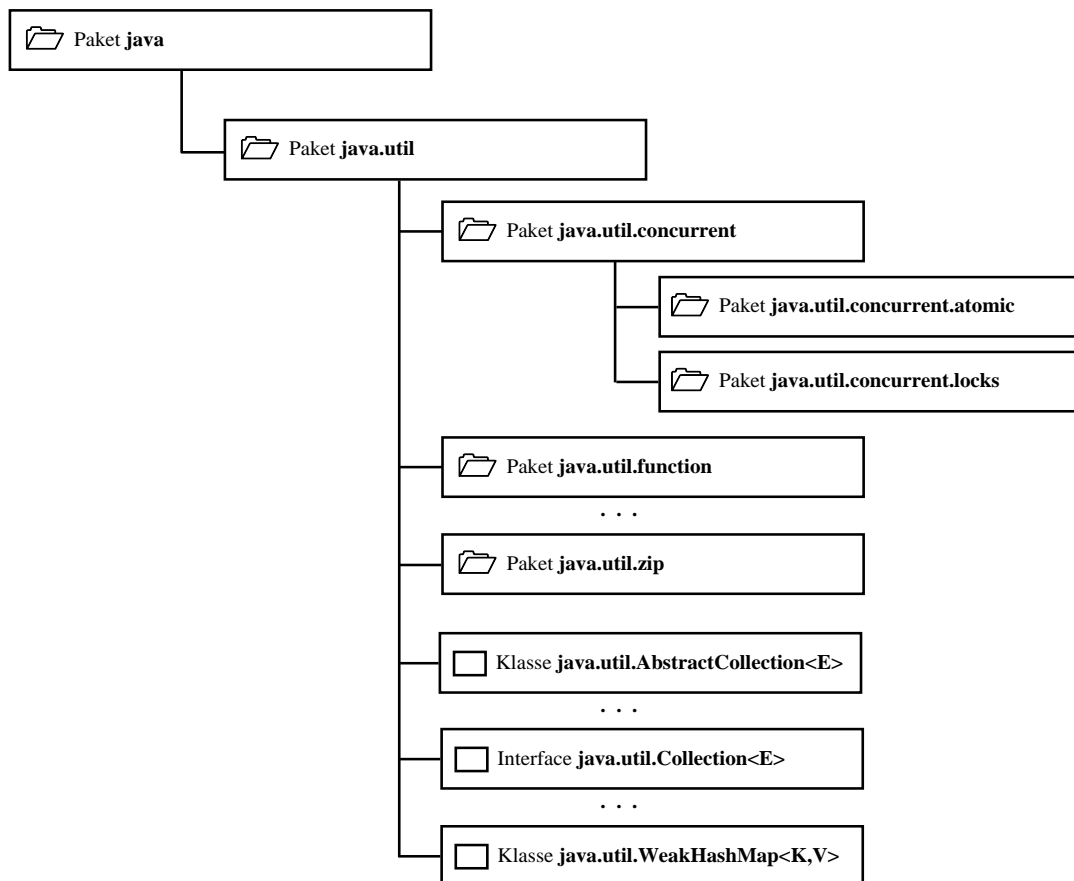 Paket java
Paket java.util
Paket java.util.concurrent
Paket java.util.concurrent.atomic
Paket java.util.concurrent.locks
Paket java.util.function
. . .
Paket java.util.zip
Klasse java.util.AbstractCollection<E>
. . .
Interface java.util.Collection<E>
. . .
Klasse java.util.WeakHashMap<K,V>